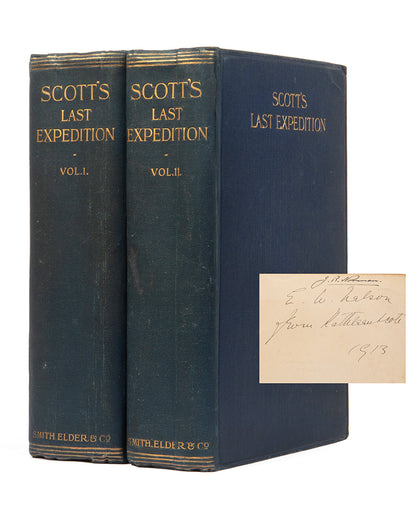 SCOTT'S
LAST
EXPEDITION
VOL. I.
SMITH, ELDER & Co
SCOTT'S
LAST
EXPEDITION
VOL. II.
SMITH, ELDER & Co
SCOTT'S
LAST EXPEDITION
E. W. Nelson
from Kathleen Scott
1913